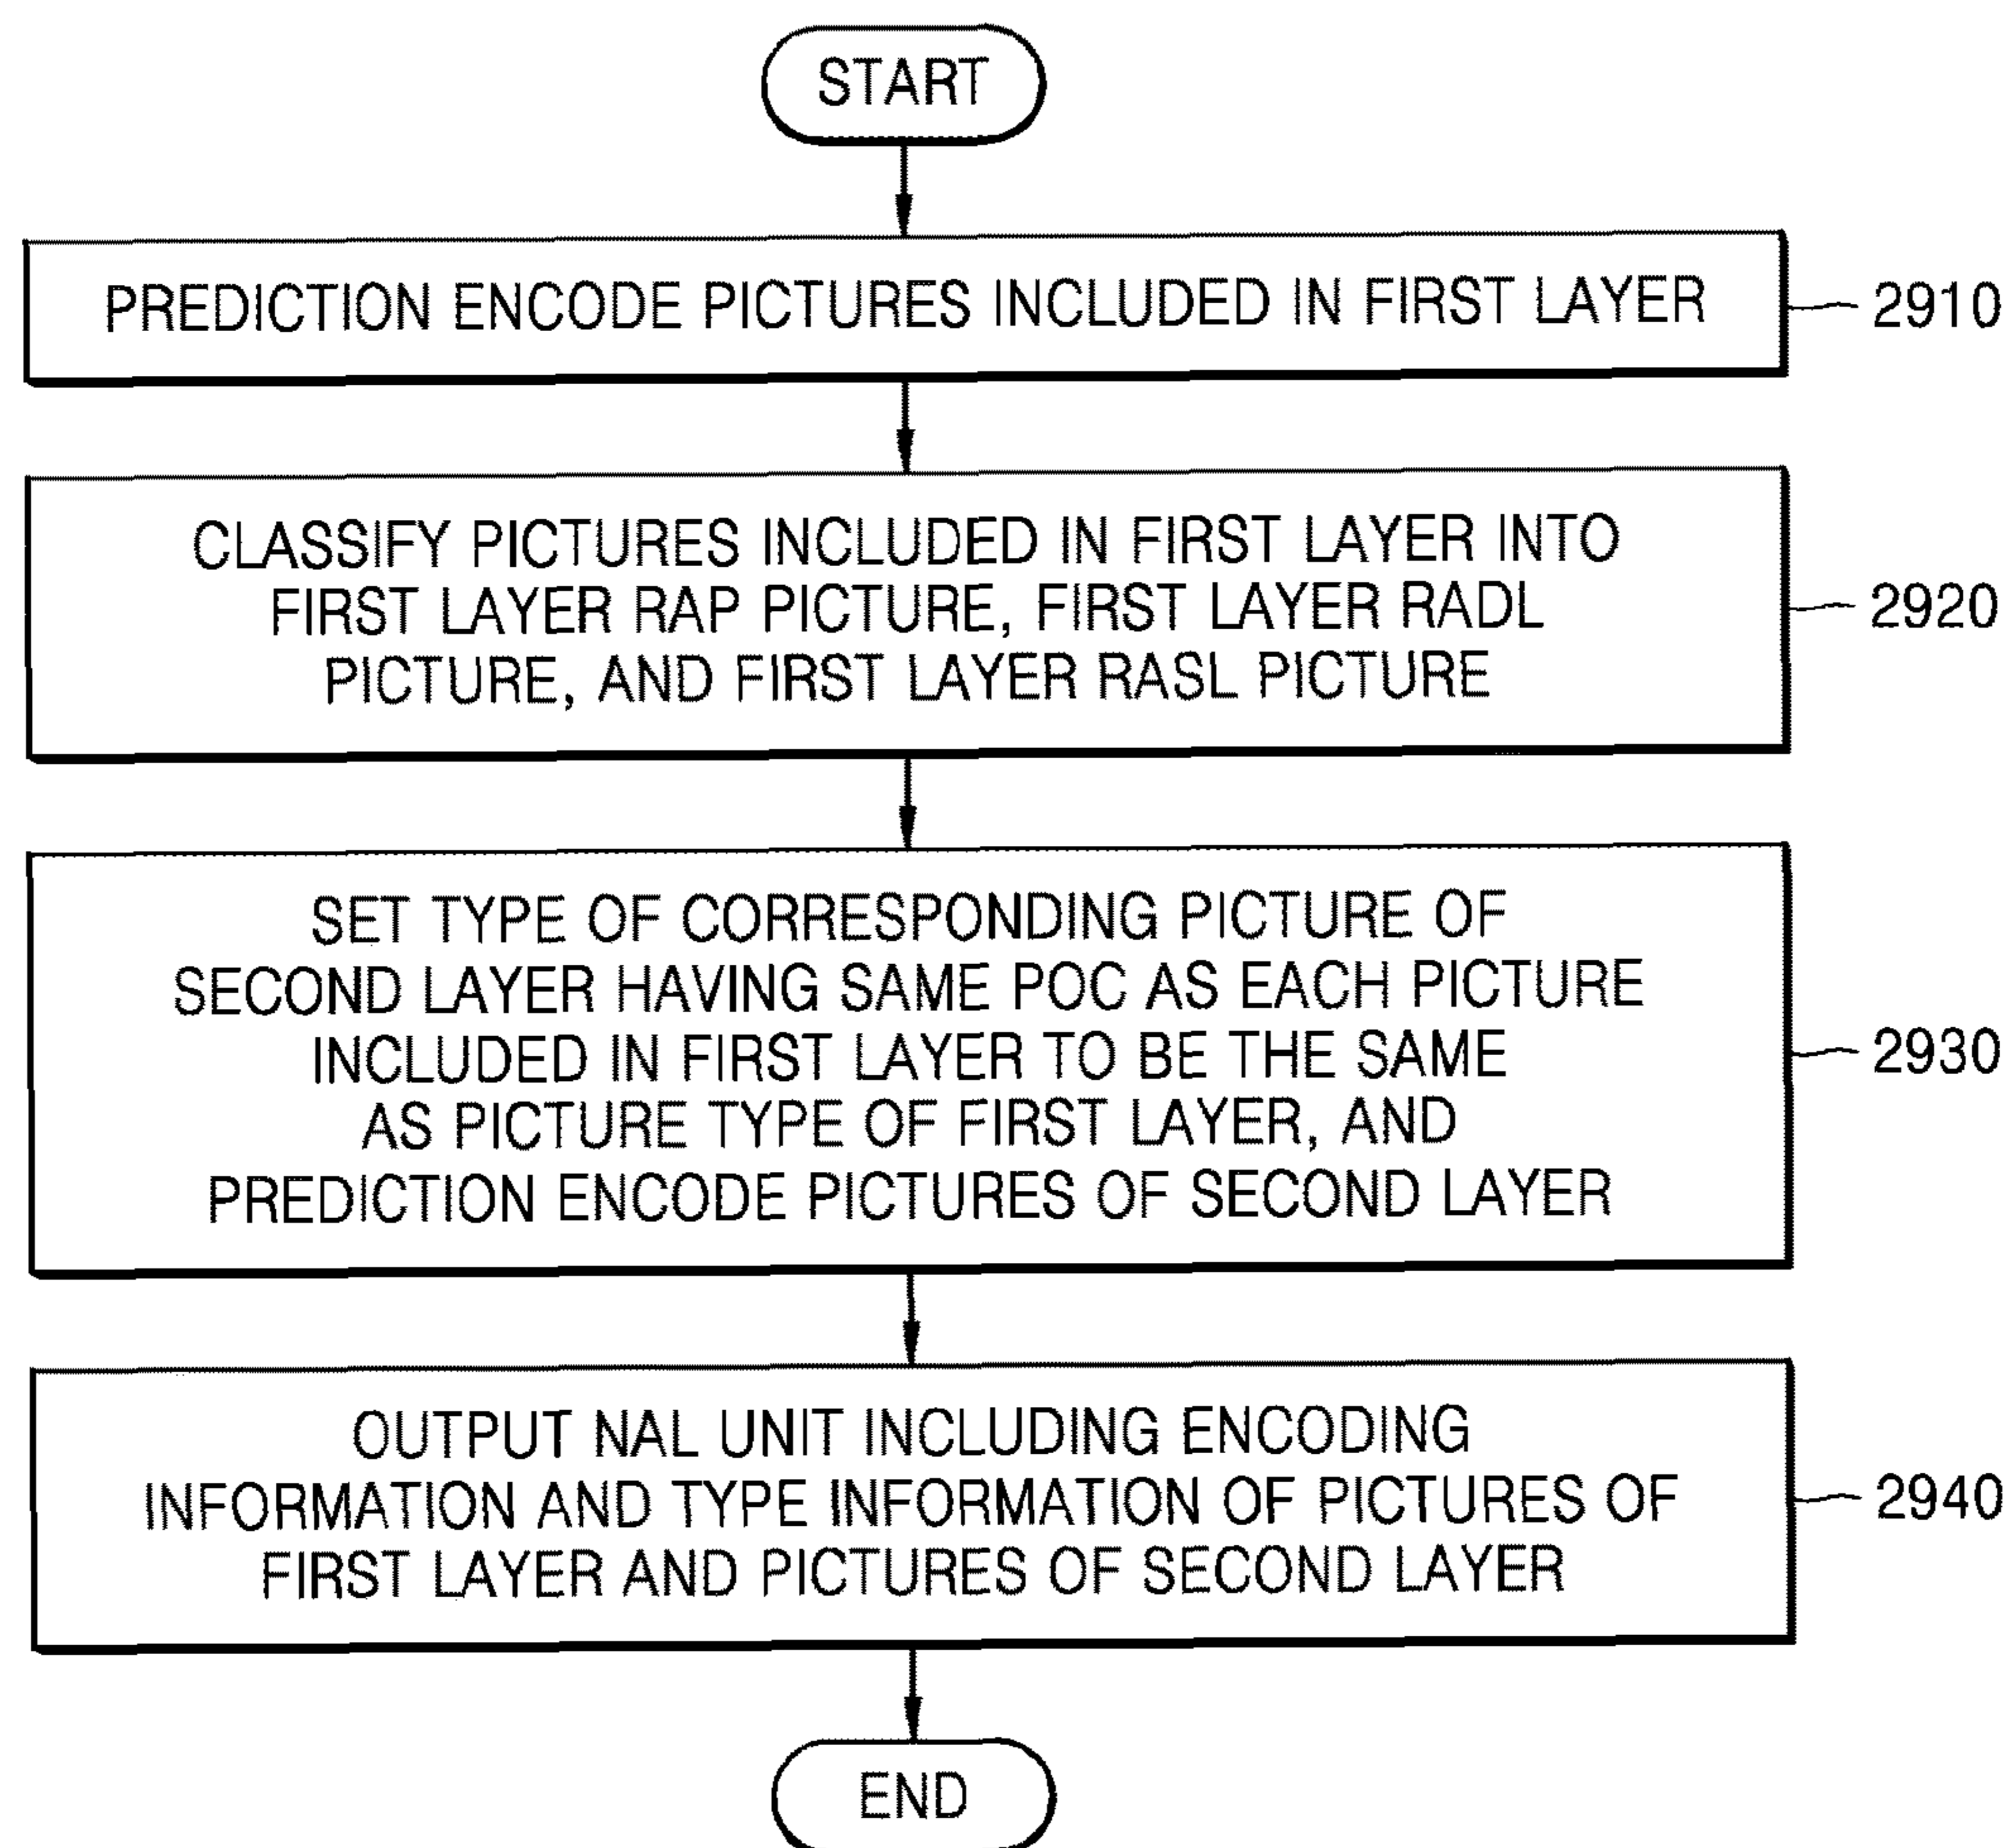 START
PREDICTION ENCODE PICTURES INCLUDED IN FIRST LAYER
2910
CLASSIFY PICTURES INCLUDED IN FIRST LAYER INTO
FIRST LAYER RAP PICTURE, FIRST LAYER RADL
PICTURE, AND FIRST LAYER RASL PICTURE
2920
SET TYPE OF CORRESPONDING PICTURE OF
SECOND LAYER HAVING SAME POC AS EACH PICTURE
INCLUDED IN FIRST LAYER TO BE THE SAME
AS PICTURE TYPE OF FIRST LAYER, AND
PREDICTION ENCODE PICTURES OF SECOND LAYER
2930
OUTPUT NAL UNIT INCLUDING ENCODING
INFORMATION AND TYPE INFORMATION OF PICTURES OF
FIRST LAYER AND PICTURES OF SECOND LAYER
2940
END